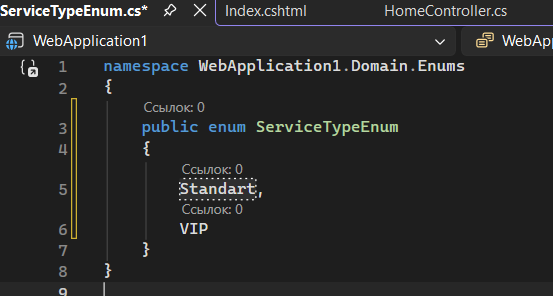 ServiceTypeEnum.cs* Index.cshtml HomeController.cs
WebApplication1 WebAp
1 namespace WebApplication1.Domain.Enums
2 {
Ссылок: 0
3 public enum ServiceTypeEnum
4 {
Ссылок: 0
5 Standart,
Ссылок: 0
6 VIP
7 }
8 }
9